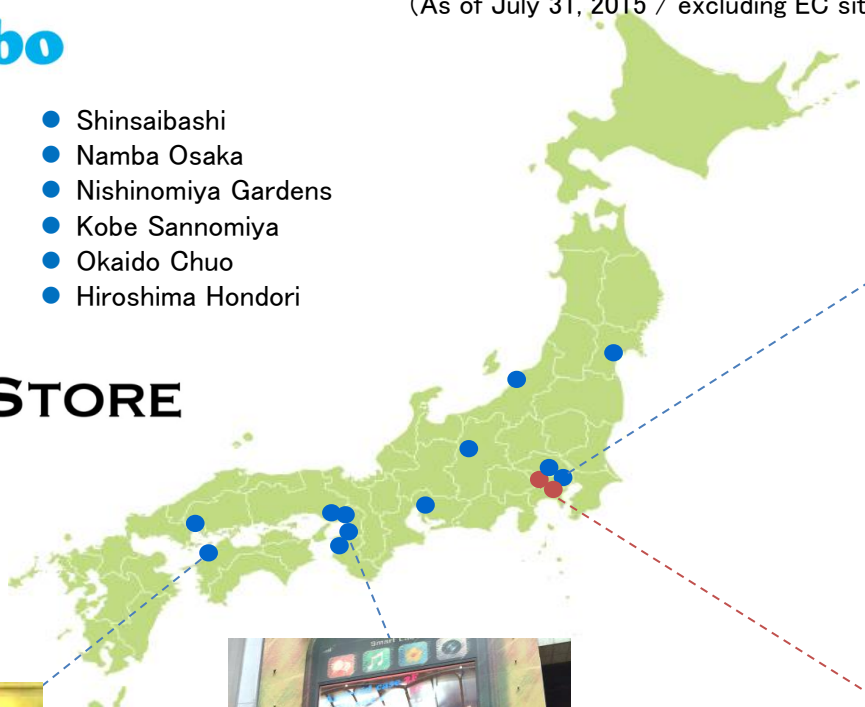 (As of July 31, 2015 / excluding EC sit
bo
Shinsaibashi
Namba Osaka
Nishinomiya Gardens
Kobe Sannomiya
Okaido Chuo
Hiroshima Hondori
STORE